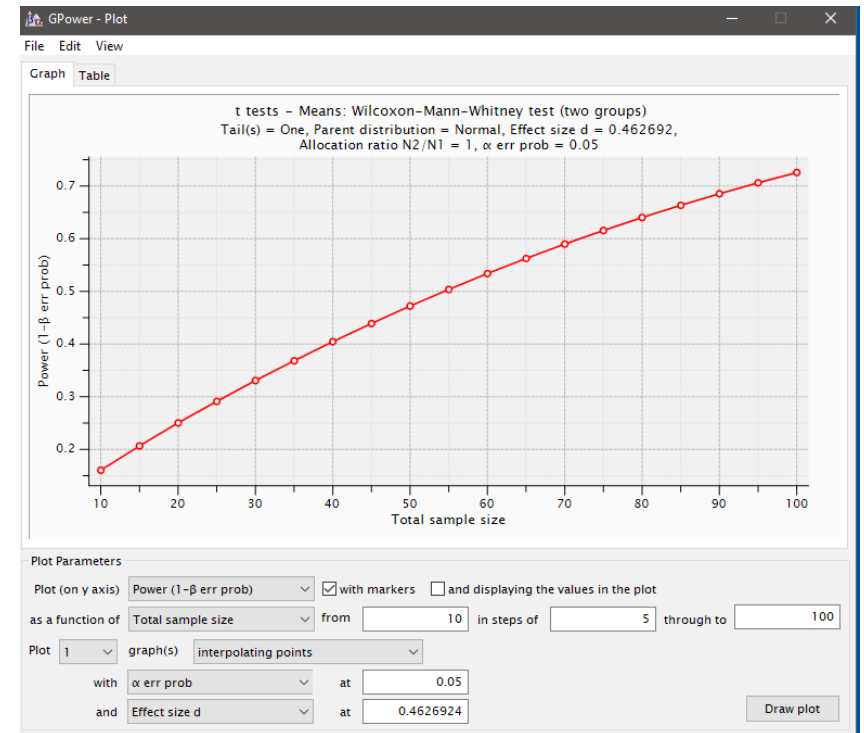 GPower - Plot
File Edit View
Graph Table
t tests - Means: Wilcoxon-Mann-Whitney test (two groups)
Tail(s) = One, Parent distribution = Normal, Effect size d = 0.462692,
Allocation ratio N2/N1 = 1, α err prob = 0.05
Power (1-β err prob)
0.7
0.6
0.5
0.4
0.3
0.2
10 20 30 40 50 60 70 80 90 100
Total sample size
Plot Parameters
Plot (on y axis) Power (1-β err prob) with markers and displaying the values in the plot
as a function of Total sample size from 10 in steps of 5 through to 100
Plot 1 graph(s) interpolating points
with α err prob at 0.05
and Effect size d at 0.4626924
Draw plot